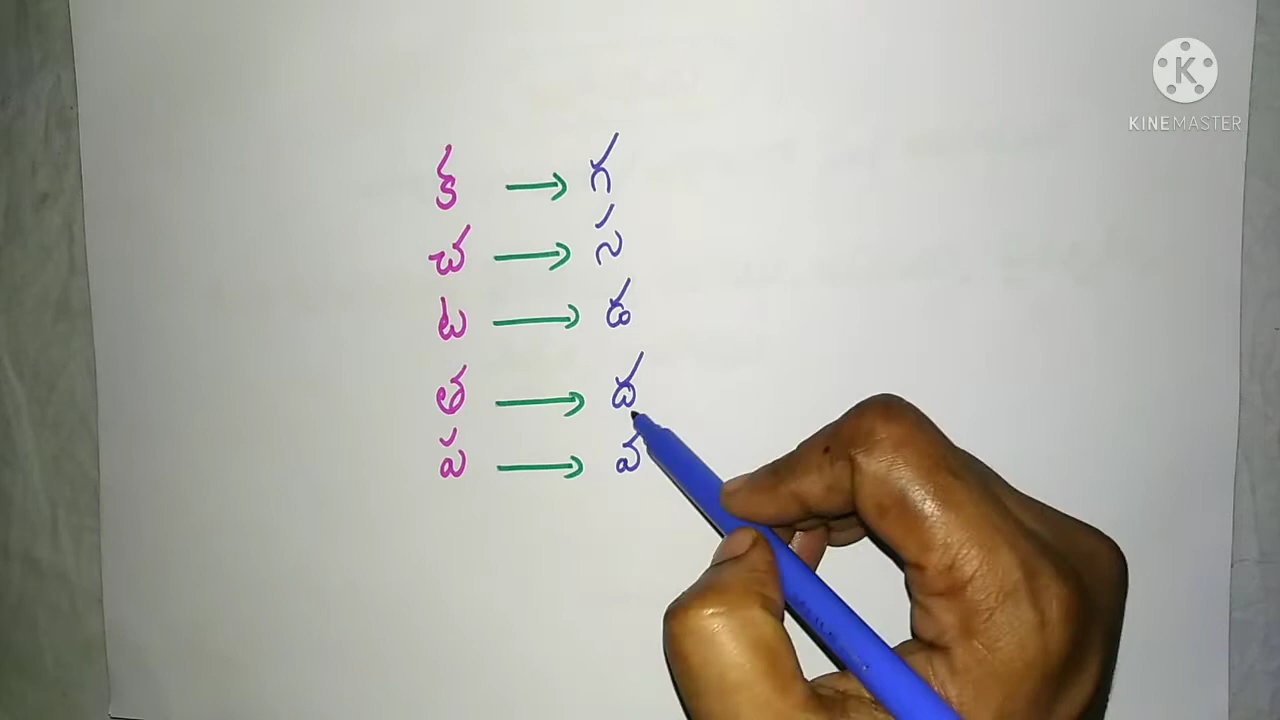 క → గ
చ → స
ట → డ
త → ద
ప → వ
KINEMASTER